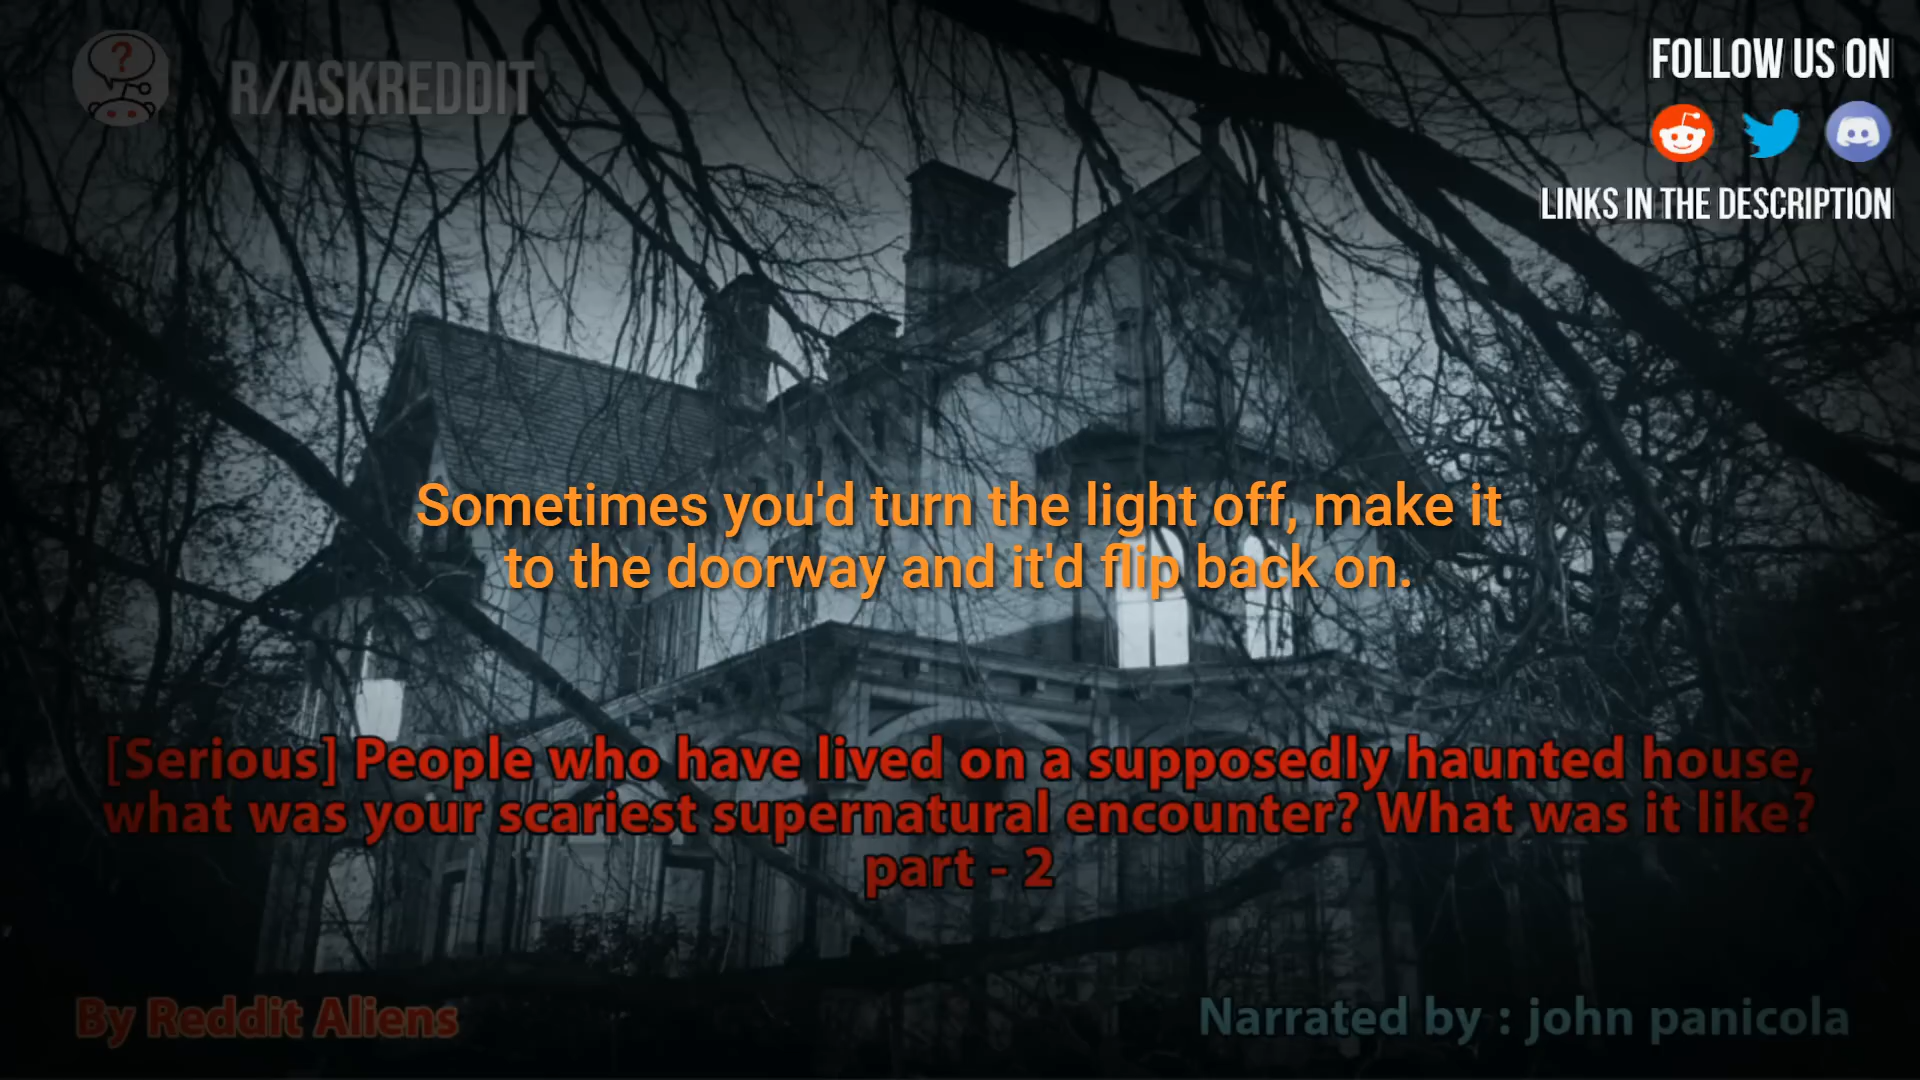 R/ASKREDDIT
FOLLOW US ON
LINKS IN THE DESCRIPTION
Sometimes you'd turn the light off, make it
to the doorway and it'd flip back on.
[Serious] People who have lived on a supposedly haunted house,
what was your scariest supernatural encounter? What was it like?
part - 2
By Reddit Aliens
Narrated by : john panicola